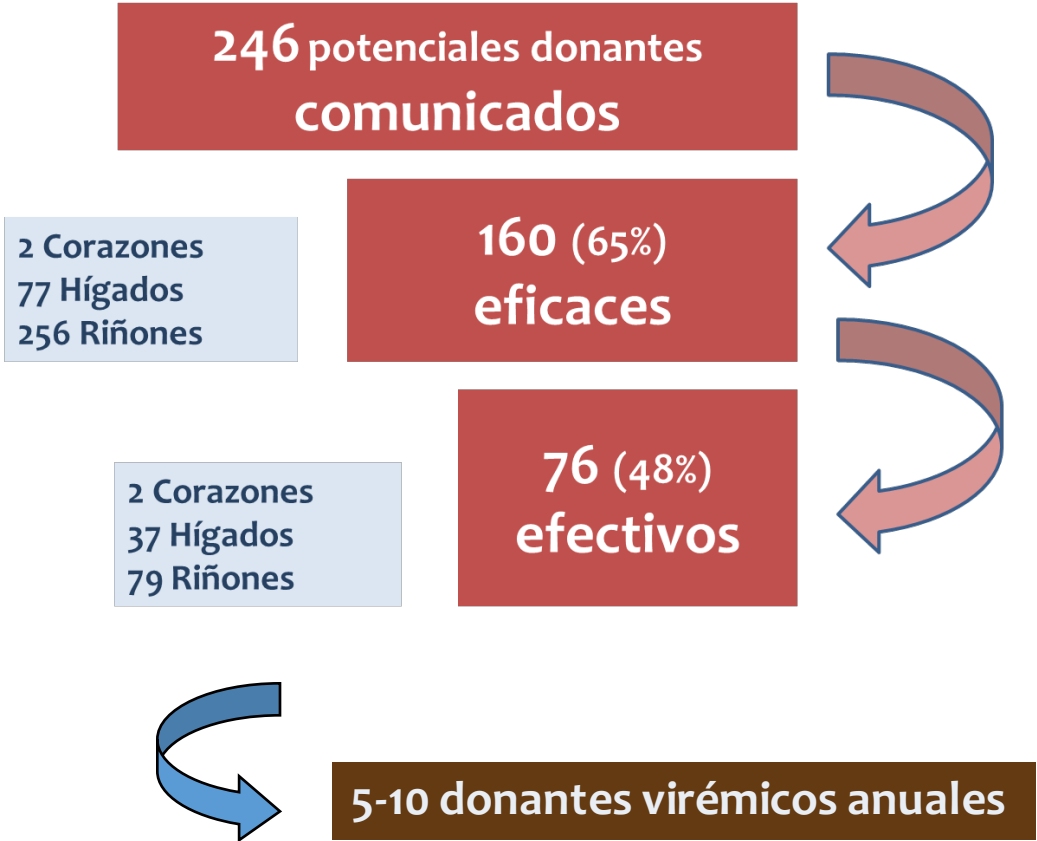 246 potenciales donantes
comunicados
160 (65%)
eficaces
2 Corazones
77 Hígados
256 Riñones
76 (48%)
efectivos
2 Corazones
37 Hígados
79 Riñones
5-10 donantes virémicos anuales